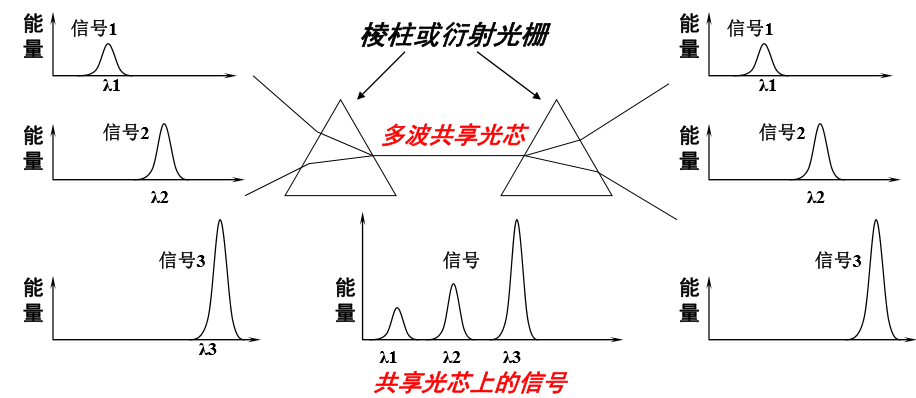 能量
信号1
λ1
棱柱或衍射光栅
能量
信号1
λ1
能量
信号2
λ2
多波共享光芯
能量
信号2
λ2
能量
信号3
λ3
能量
信号
λ1 λ2 λ3
共享光芯上的信号
能量
信号3